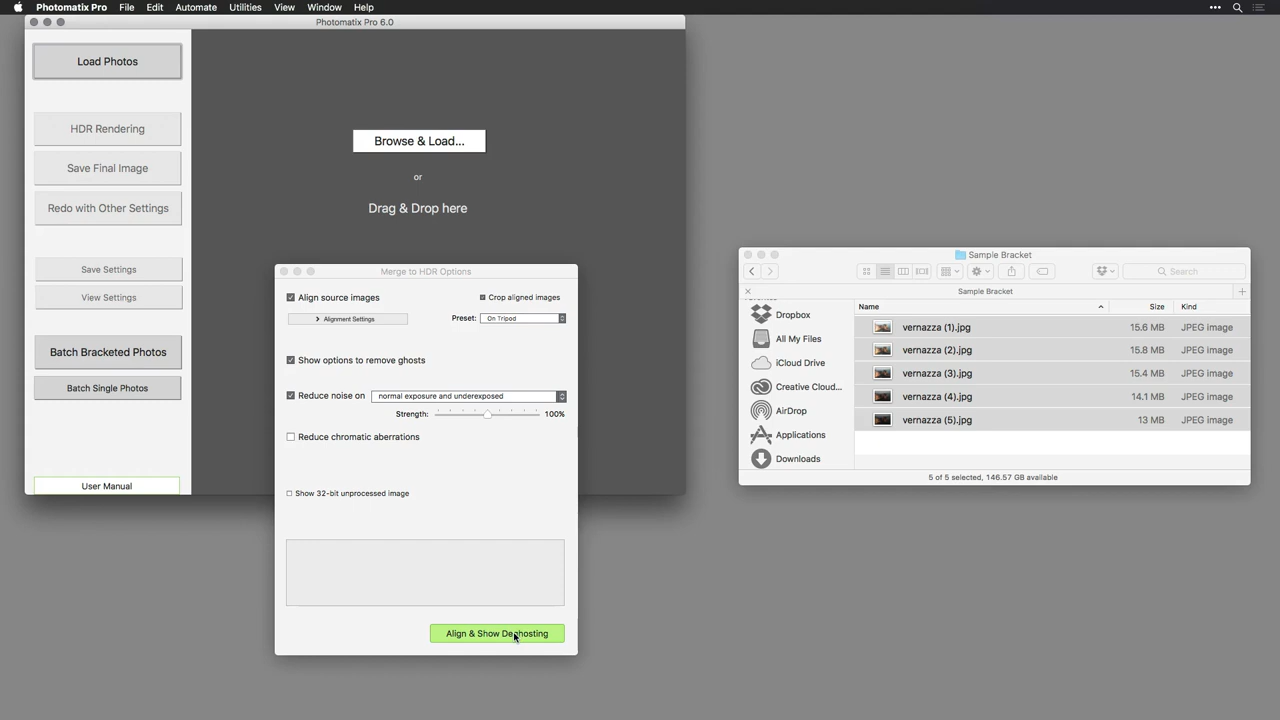 Photomatix Pro File Edit Automate Utilities View Window Help
Photomatix Pro 6.0
Load Photos
HDR Rendering
Save Final Image
Redo with Other Settings
Save Settings
View Settings
Batch Bracketed Photos
Batch Single Photos
User Manual
Browse & Load...
or
Drag & Drop here
Merge to HDR Options
Align source images
Crop aligned images
Alignment Settings
Preset: On Tripod
Show options to remove ghosts
Reduce noise on normal exposure and underexposed
Strength: 100%
Reduce chromatic aberrations
Show 32-bit unprocessed image
Align & Show Deghosting
Sample Bracket
Search
Sample Bracket
Name Size Kind
Dropbox
All My Files
iCloud Drive
Creative Cloud...
AirDrop
Applications
Downloads
vernazza (1).jpg 15.6 MB JPEG image
vernazza (2).jpg 15.8 MB JPEG image
vernazza (3).jpg 15.4 MB JPEG image
vernazza (4).jpg 14.1 MB JPEG image
vernazza (5).jpg 13 MB JPEG image
5 of 5 selected, 146.57 GB available